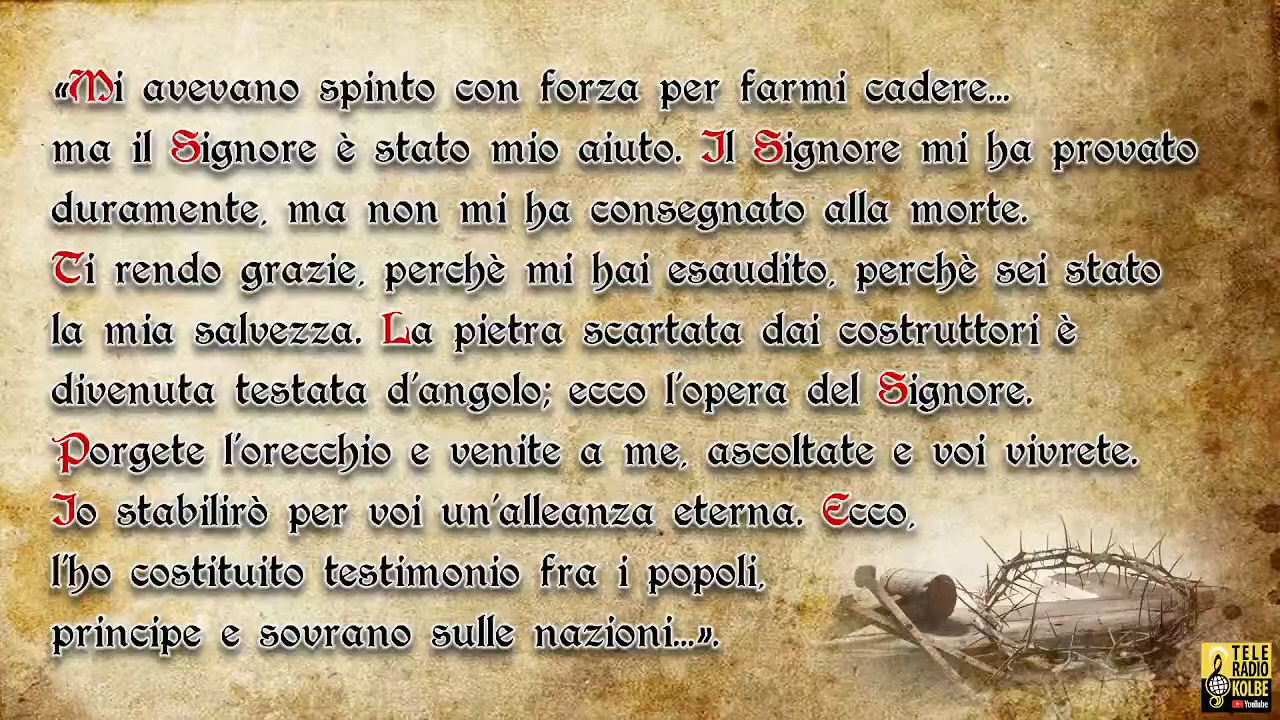 «Mi avevano spinto con forza per farmi cadere...
ma il Signore è stato mio aiuto. Il Signore mi ha provato
duramente, ma non mi ha consegnato alla morte.
Ti rendo grazie, perchè mi hai esaudito, perchè sei stato
la mia salvezza. La pietra scartata dai costruttori è
divenuta testata d'angolo; ecco l'opera del Signore.
Porgete l'orecchio e venite a me, ascoltate e voi vivrete.
Io stabilirò per voi un'alleanza eterna. Ecco,
l'ho costituito testimonio fra i popoli,
principe e sovrano sulle nazioni...».
TELE
RADIO
KOLBE
YouTube